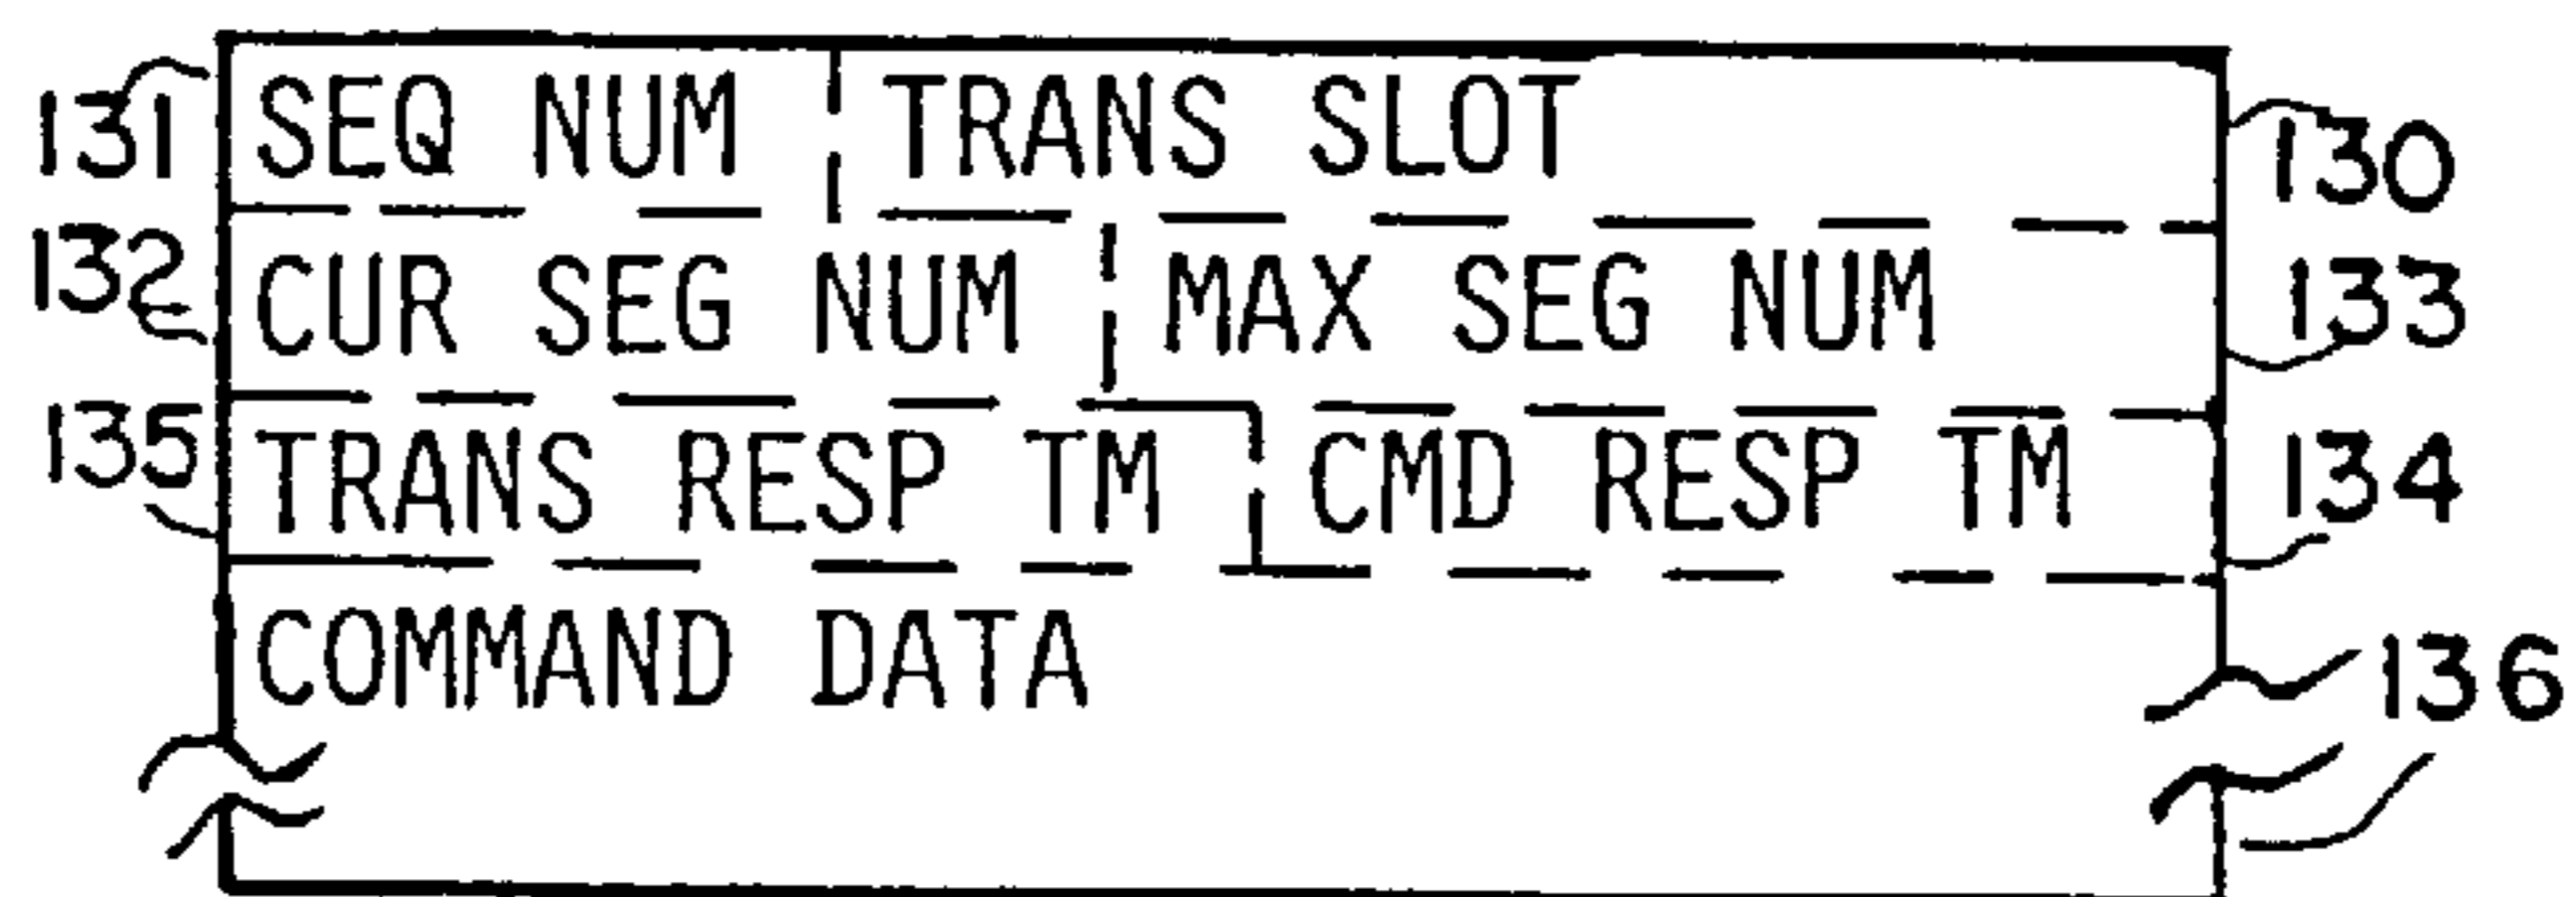 131 SEQ NUM TRANS SLOT 130
132 CUR SEG NUM MAX SEG NUM 133
135 TRANS RESP TM CMD RESP TM 134
COMMAND DATA 136